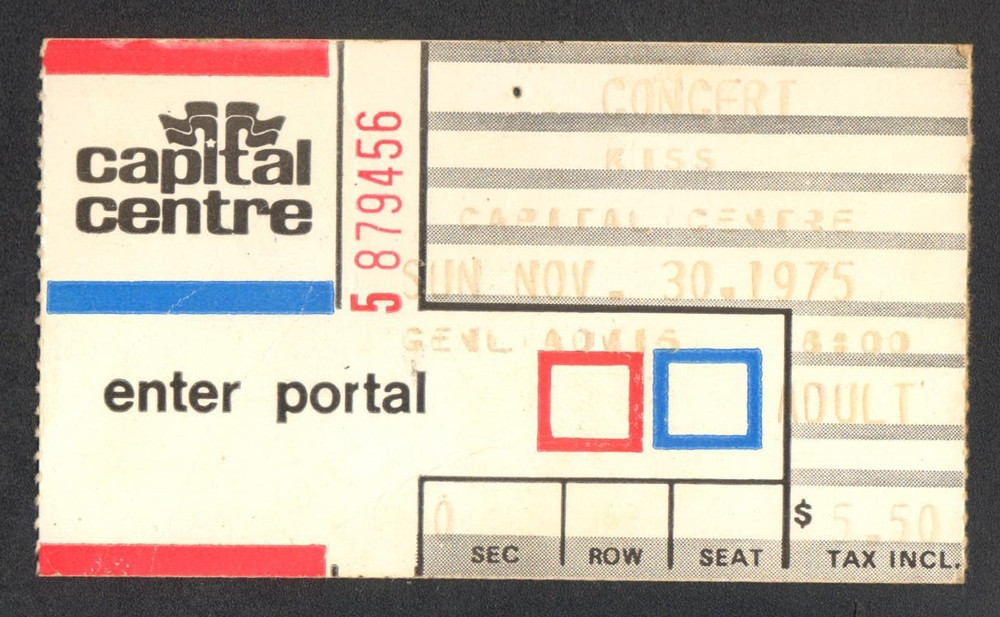 capital
centre
5 879456
CONCERT
KISS
CAPITAL CENTRE
SUN NOV. 30,1975
GENL ADMIS 8:00
enter portal
ADULT
0
$ 5.50
SEC ROW SEAT TAX INCL.